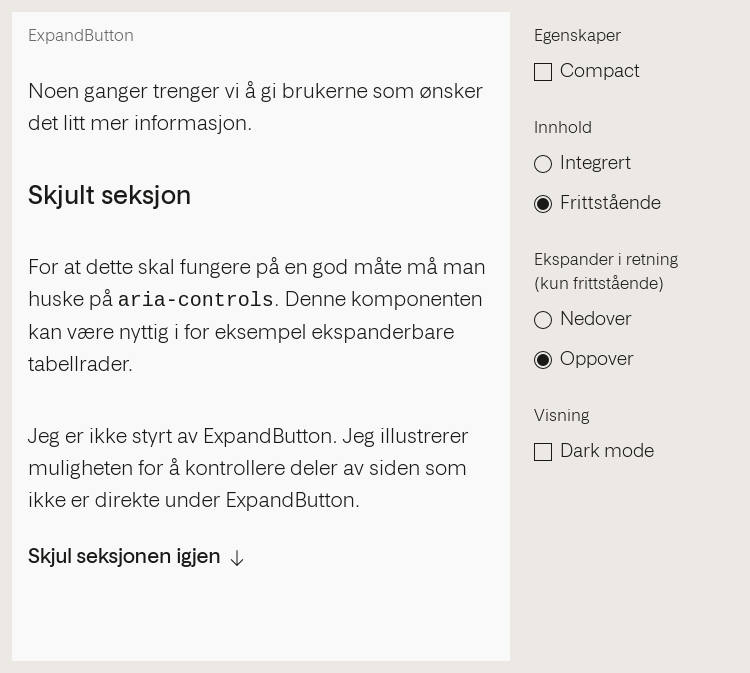 ExpandButton
Noen ganger trenger vi å gi brukerne som ønsker
det litt mer informasjon.
Skjult seksjon
For at dette skal fungere på en god måte må man
huske på aria-controls. Denne komponenten
kan være nyttig i for eksempel ekspanderbare
tabellrader.
Jeg er ikke styrt av ExpandButton. Jeg illustrerer
muligheten for å kontrollere deler av siden som
ikke er direkte under ExpandButton.
Skjul seksjonen igjen
Egenskaper
Compact
Innhold
Integrert
Frittstående
Ekspander i retning
(kun frittstående)
Nedover
Oppover
Visning
Dark mode